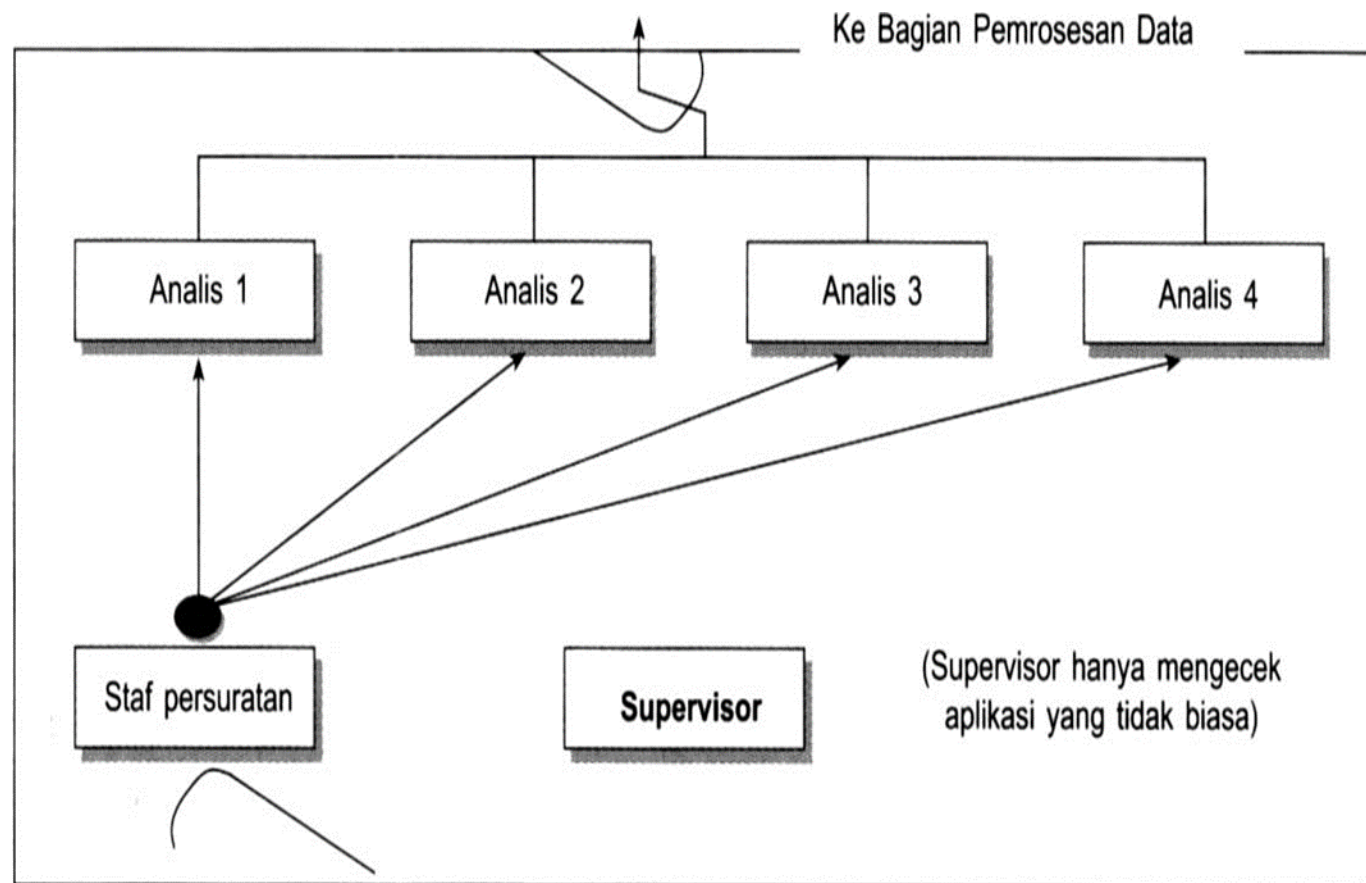 Ke Bagian Pemrosesan Data
Analis 1
Analis 2
Analis 3
Analis 4
Staf persuratan
Supervisor
(Supervisor hanya mengecek
aplikasi yang tidak biasa)